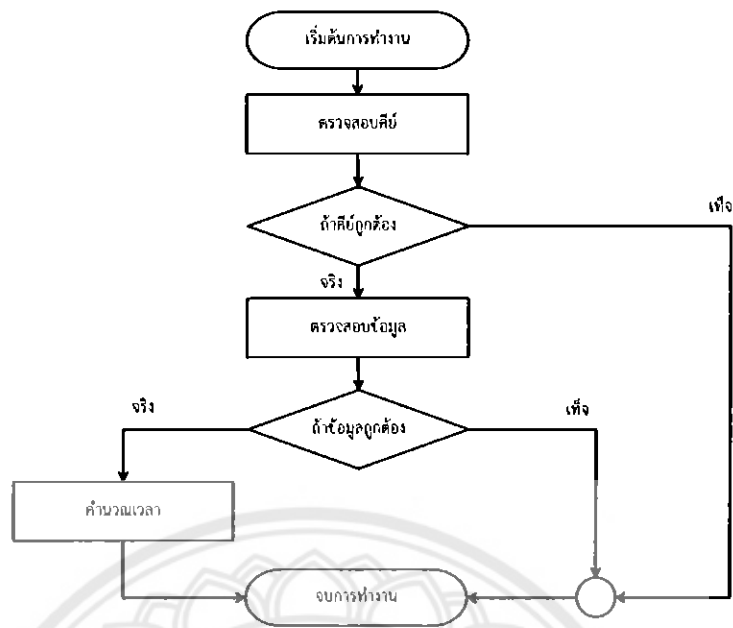 เริ่มต้นการทำงาน
ตรวจสอบคีย์
ถ้าคีย์ถูกต้อง
เท็จ
จริง
ตรวจสอบข้อมูล
จริง
ถ้าข้อมูลถูกต้อง
เท็จ
คำนวณเวลา
จบการทำงาน